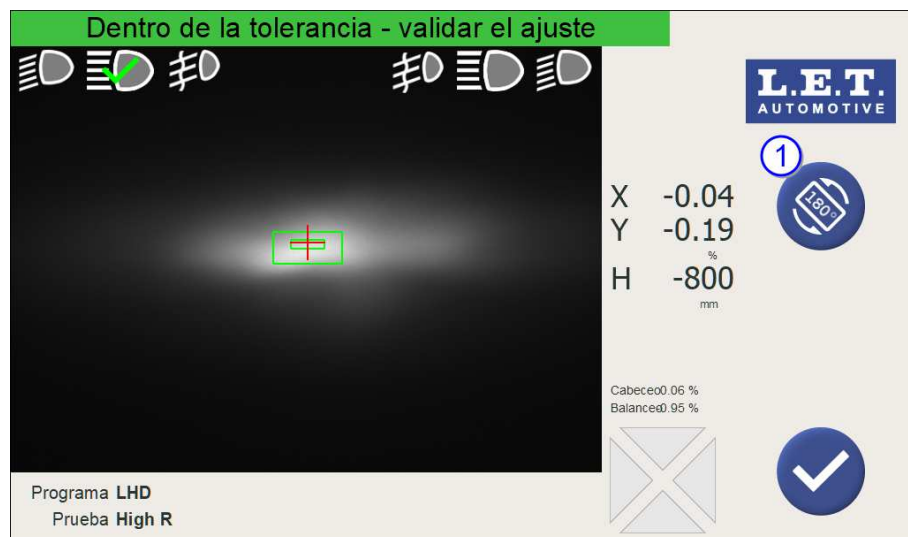 Dentro de la tolerancia - validar el ajuste
L.E.T.
AUTOMOTIVE
1
180°
X -0.04
Y -0.19
%
H -800
mm
Cabeceo0.06 %
Balanceo0.95 %
Programa LHD
Prueba High R